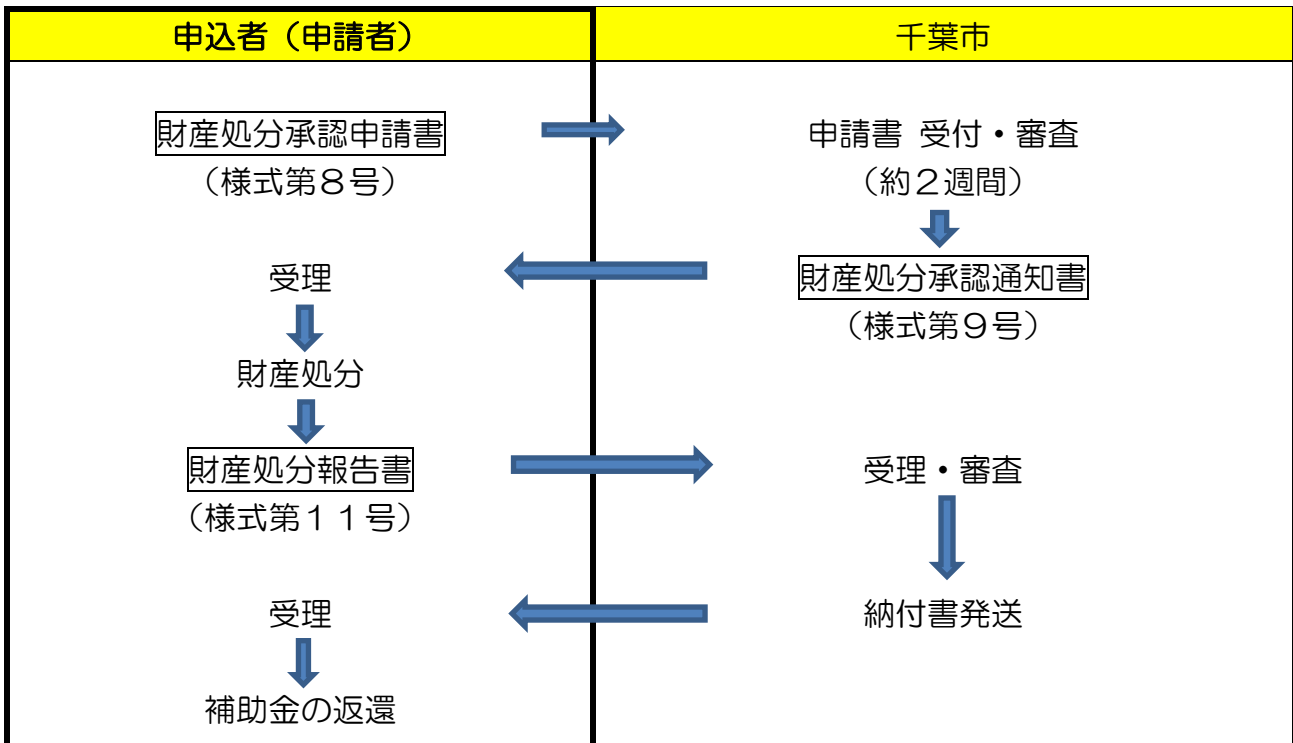 申込者（申請者）
千葉市
財産処分承認申請書
（様式第８号）
申請書 受付・審査
（約２週間）
受理
財産処分承認通知書
（様式第９号）
財産処分
財産処分報告書
（様式第１１号）
受理・審査
受理
納付書発送
補助金の返還